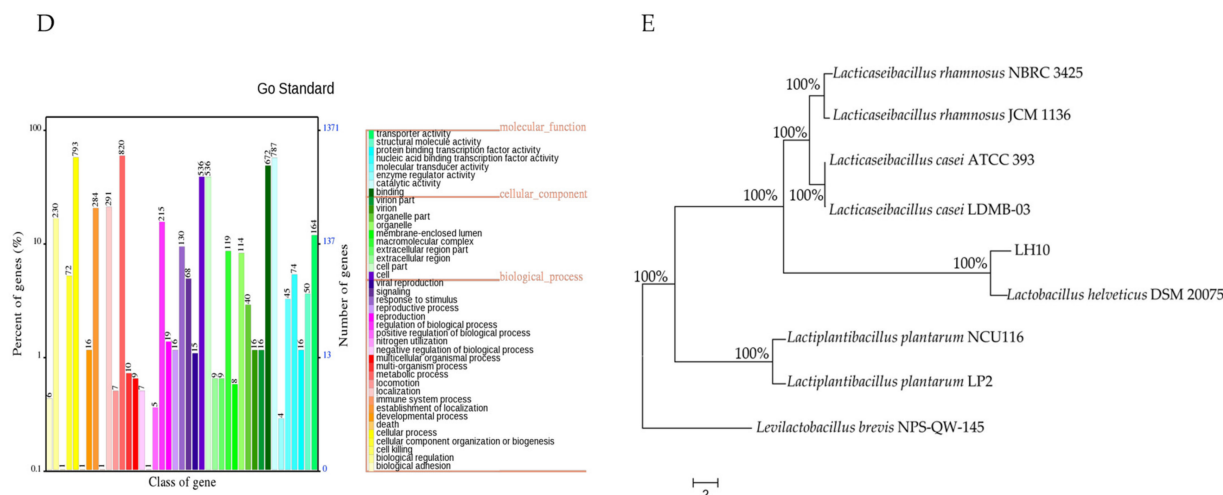 D
Go Standard
Percent of genes (%)
100
10
1
0.1
6
230
1
72
793
1
16
284
1
291
7
820
10
9
7
1
5
215
19
16
130
68
15
536
536
9
9
119
8
114
40
16
16
672
787
4
45
74
16
50
164
1371
137
13
0
Number of genes
Class of gene
molecular_function
transporter activity
structural molecule activity
protein binding transcription factor activity
nucleic acid binding transcription factor activity
molecular transducer activity
enzyme regulator activity
catalytic activity
binding
cellular_component
virion part
virion
organelle part
organelle
membrane-enclosed lumen
macromolecular complex
extracellular region part
extracellular region
cell part
cell
biological_process
viral reproduction
signaling
response to stimulus
reproductive process
reproduction
regulation of biological process
positive regulation of biological process
nitrogen utilization
negative regulation of biological process
multicellular organismal process
multi-organism process
metabolic process
locomotion
localization
immune system process
establishment of localization
developmental process
death
cellular process
cellular component organization or biogenesis
cell killing
biological regulation
biological adhesion
E
Lacticaseibacillus rhamnosus NBRC 3425
100%
Lacticaseibacillus rhamnosus JCM 1136
100%
Lacticaseibacillus casei ATCC 393
100%
100%
Lacticaseibacillus casei LDMB-03
LH10
100%
100%
Lactobacillus helveticus DSM 20075
Lactiplantibacillus plantarum NCU116
100%
Lactiplantibacillus plantarum LP2
Levilactobacillus brevis NPS-QW-145
2